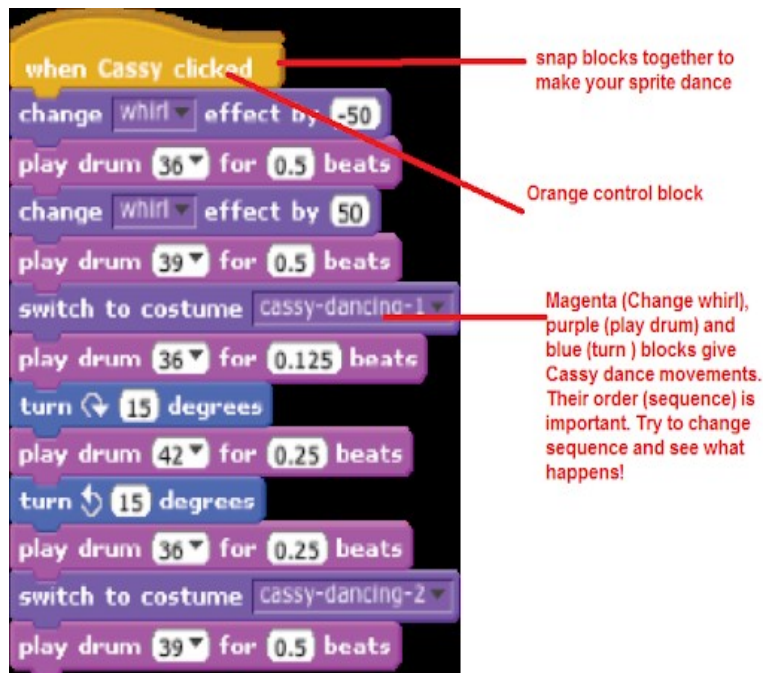 when Cassy clicked
change whirl effect by -50
play drum 36 for 0.5 beats
change whirl effect by 50
play drum 39 for 0.5 beats
switch to costume cassy-dancing-1
play drum 36 for 0.125 beats
turn 15 degrees
play drum 42 for 0.25 beats
turn 15 degrees
play drum 36 for 0.25 beats
switch to costume cassy-dancing-2
play drum 39 for 0.5 beats
snap blocks together to
make your sprite dance
Orange control block
Magenta (Change whirl),
purple (play drum) and
blue (turn ) blocks give
Cassy dance movements.
Their order (sequence) is
important. Try to change
sequence and see what
happens!